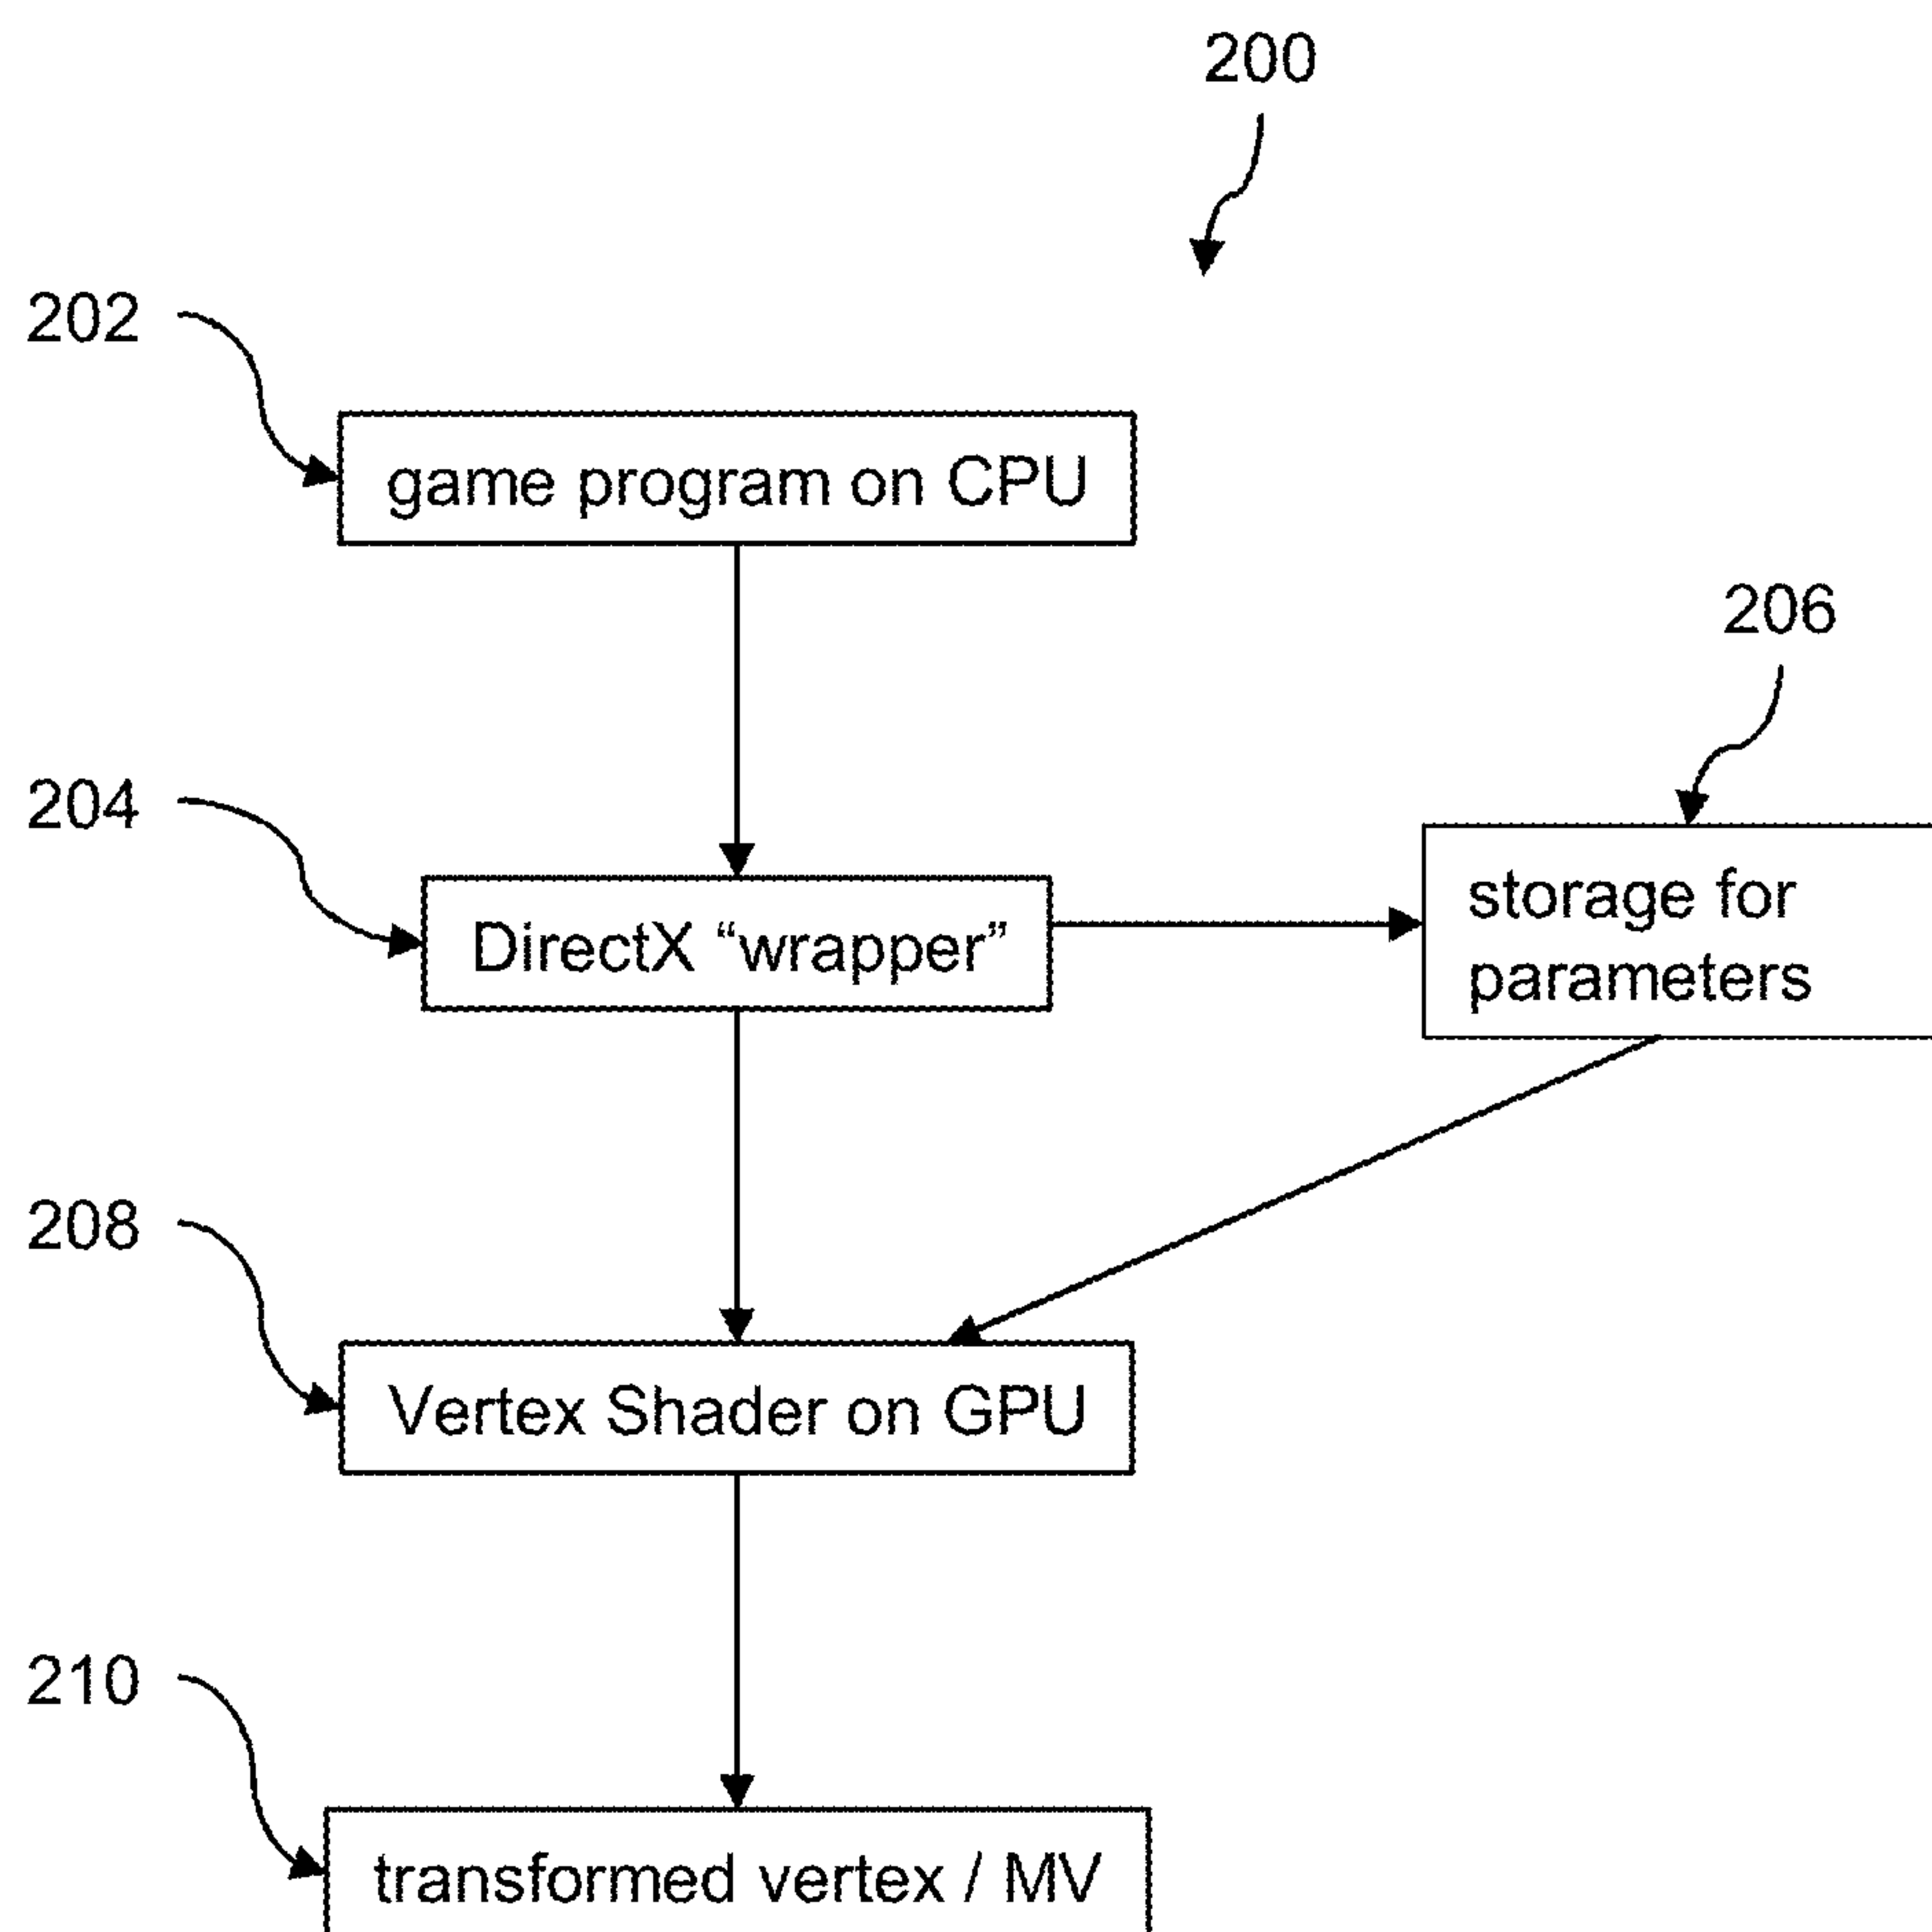 200
202
game program on CPU
206
204
DirectX “wrapper”
storage for
parameters
208
Vertex Shader on GPU
210
transformed vertex / MV